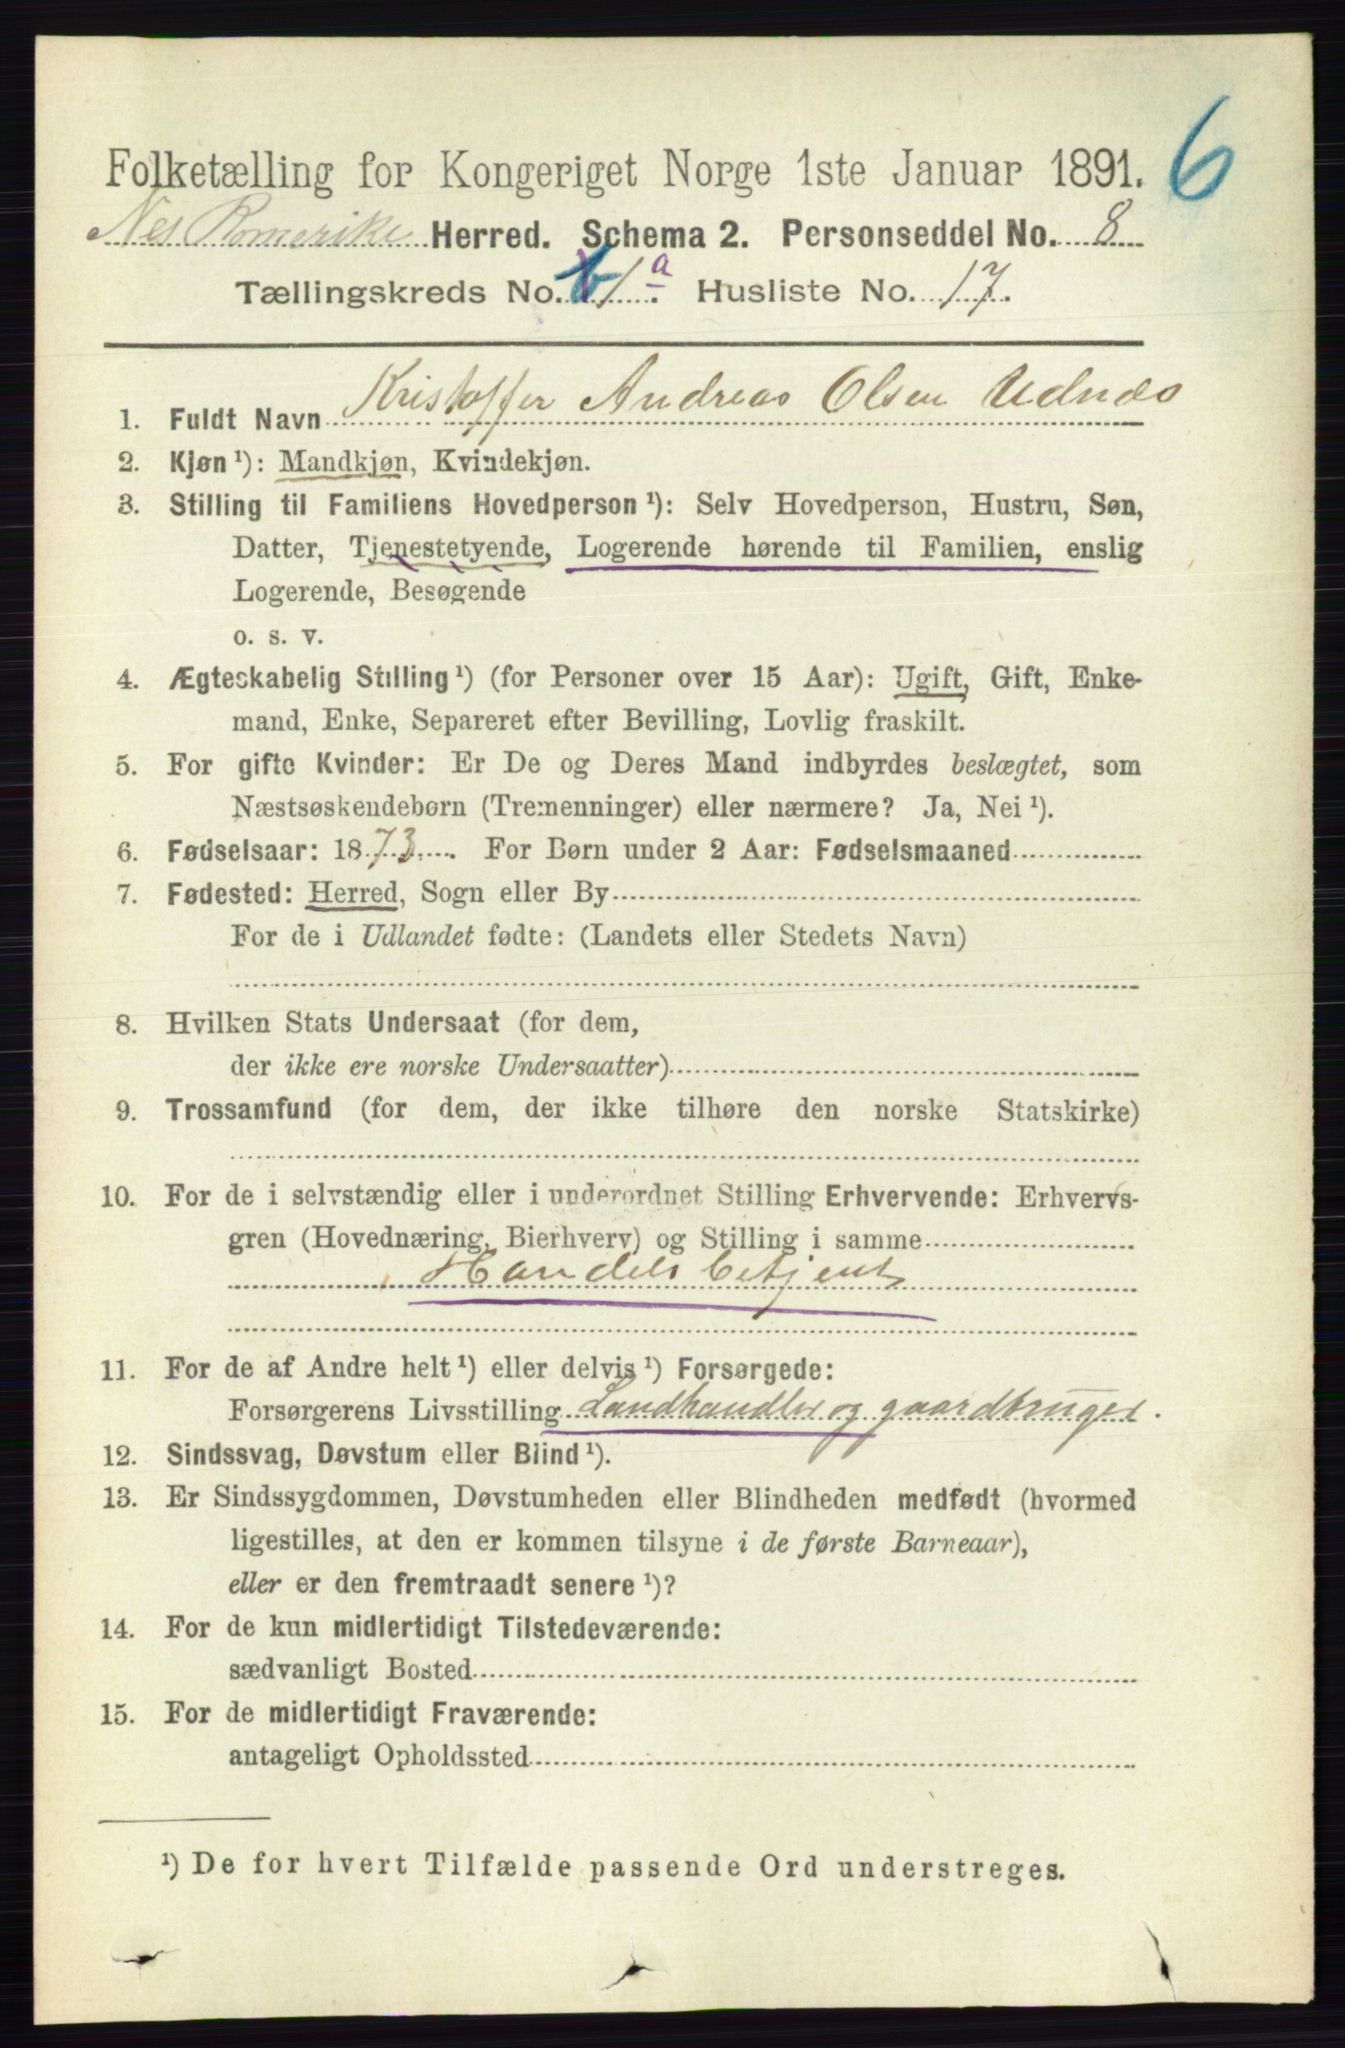 6
Folketælling for Kongeriget Norge 1ste Januar 1891.
Nes Romerike Herred. Schema 2. Personseddel No. 8
Tællingskreds No. 1 a. Husliste No. 17.
1. Fuldt Navn Kristoffer Andreas Olsen Udnæs
2. Kjøn ¹): Mandkjøn, Kvindekjøn.
3. Stilling til Familiens Hovedperson ¹): Selv Hovedperson, Hustru, Søn,
Datter, Tjenestetyende, Logerende hørende til Familien, enslig
Logerende, Besøgende
o. s. v.
4. Ægteskabelig Stilling ¹) (for Personer over 15 Aar): Ugift, Gift, Enke-
mand, Enke, Separeret efter Bevilling, Lovlig fraskilt.
5. For gifte Kvinder: Er De og Deres Mand indbyrdes beslægtet, som
Næstsøskendebørn (Tremenninger) eller nærmere? Ja, Nei ¹).
6. Fødselsaar: 1873. For Børn under 2 Aar: Fødselsmaaned
7. Fødested: Herred, Sogn eller By
For de i Udlandet fødte: (Landets eller Stedets Navn)
8. Hvilken Stats Undersaat (for dem,
der ikke ere norske Undersaatter)
9. Trossamfund (for dem, der ikke tilhøre den norske Statskirke)
10. For de i selvstændig eller i underordnet Stilling Erhvervende: Erhvervs-
gren (Hovednæring, Bierhverv) og Stilling i samme
Handelsbetjent
11. For de af Andre helt ¹) eller delvis ¹) Forsørgede:
Forsørgerens Livsstilling Landhandler og gaardbruger.
12. Sindssvag, Døvstum eller Blind ¹).
13. Er Sindssygdommen, Døvstumheden eller Blindheden medfødt (hvormed
ligestilles, at den er kommen tilsyne i de første Barneaar),
eller er den fremtraadt senere ¹)?
14. For de kun midlertidigt Tilstedeværende:
sædvanligt Bosted
15. For de midlertidigt Fraværende:
antageligt Opholdssted
¹) De for hvert Tilfælde passende Ord understreges.